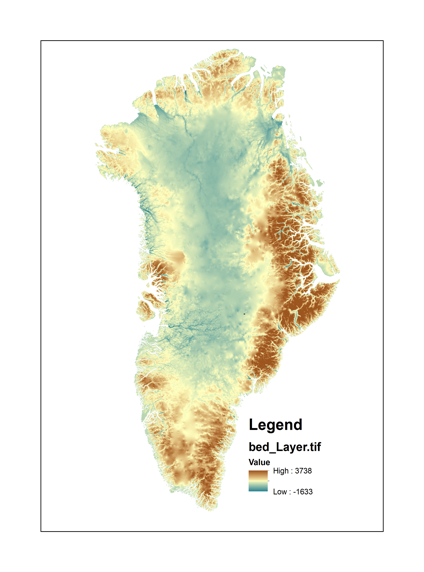 Legend
bed_Layer.tif
Value
High : 3738
Low : -1633